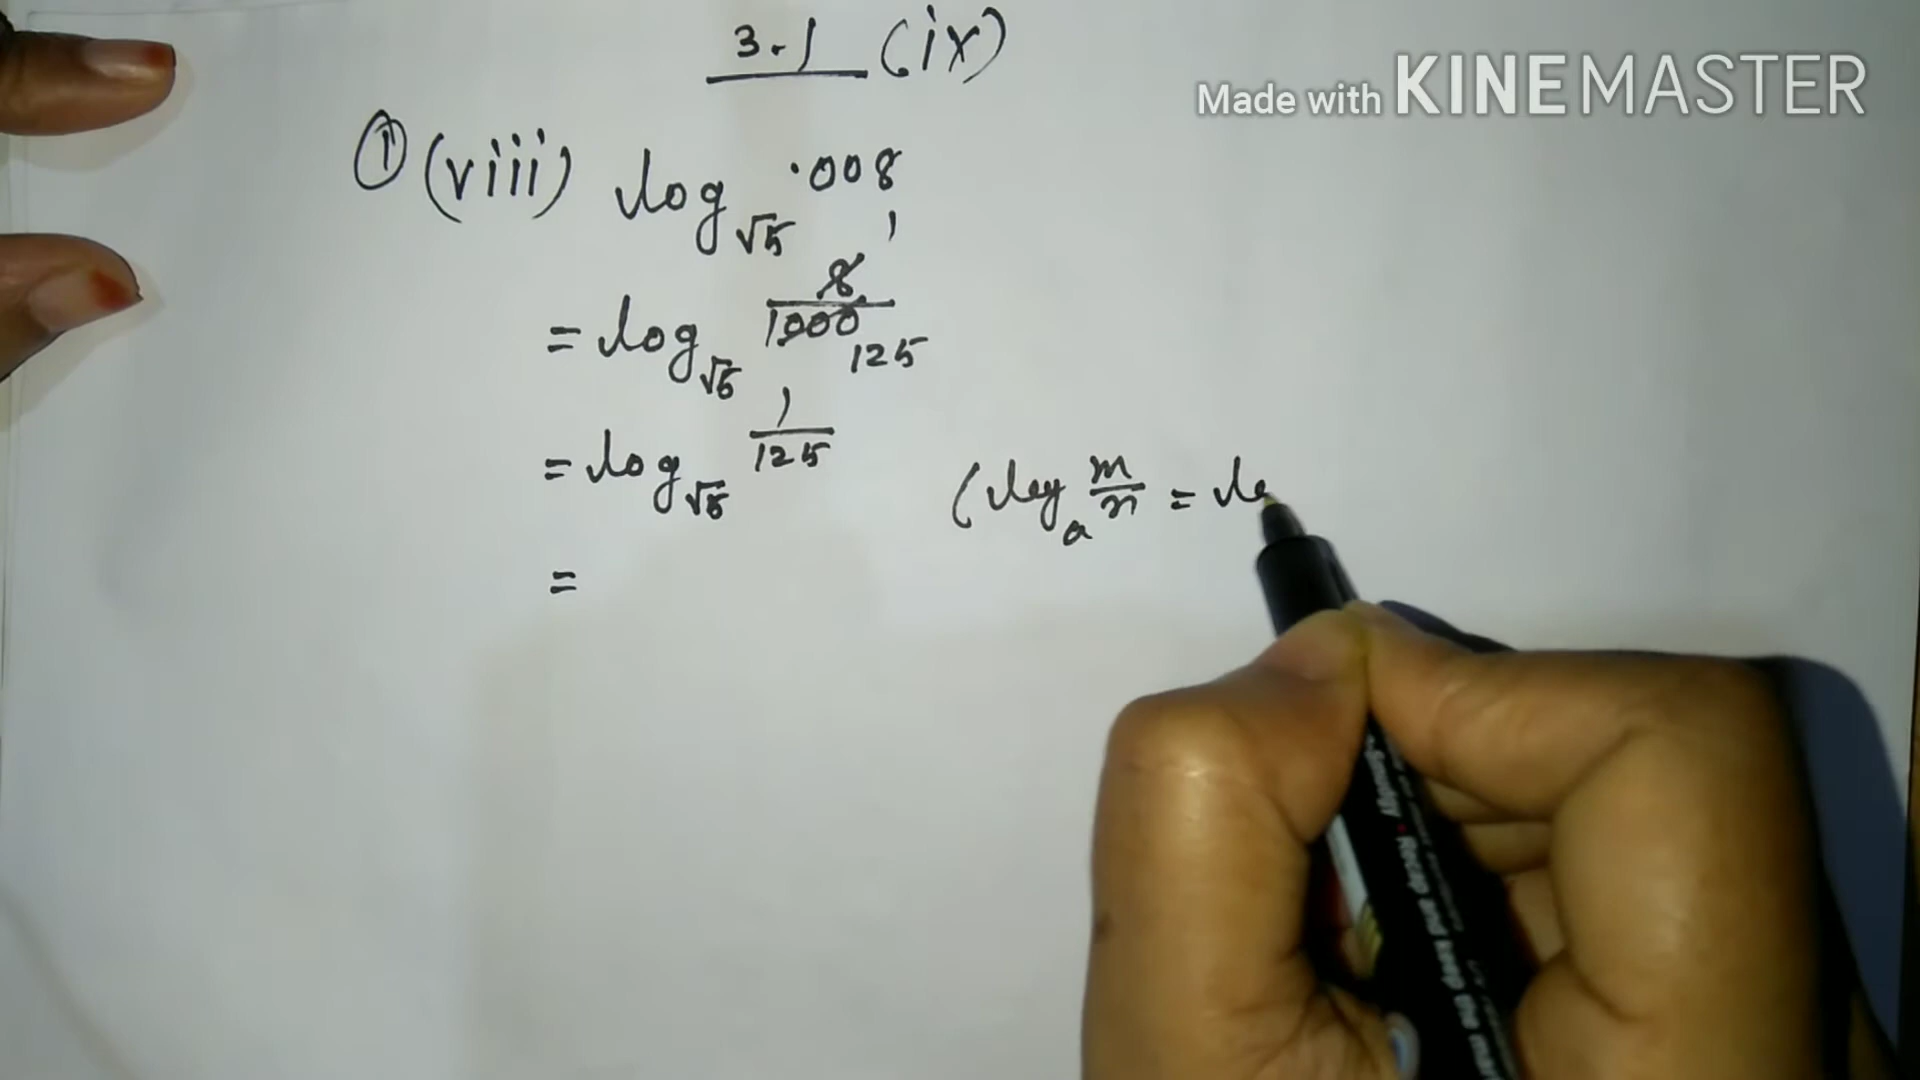 3.1 (ix)
Made with KINEMASTER
① (viii) log√5 .008
= log√5 8/1000 1 125
= log√5 1/125
(log a m/n = lo
=